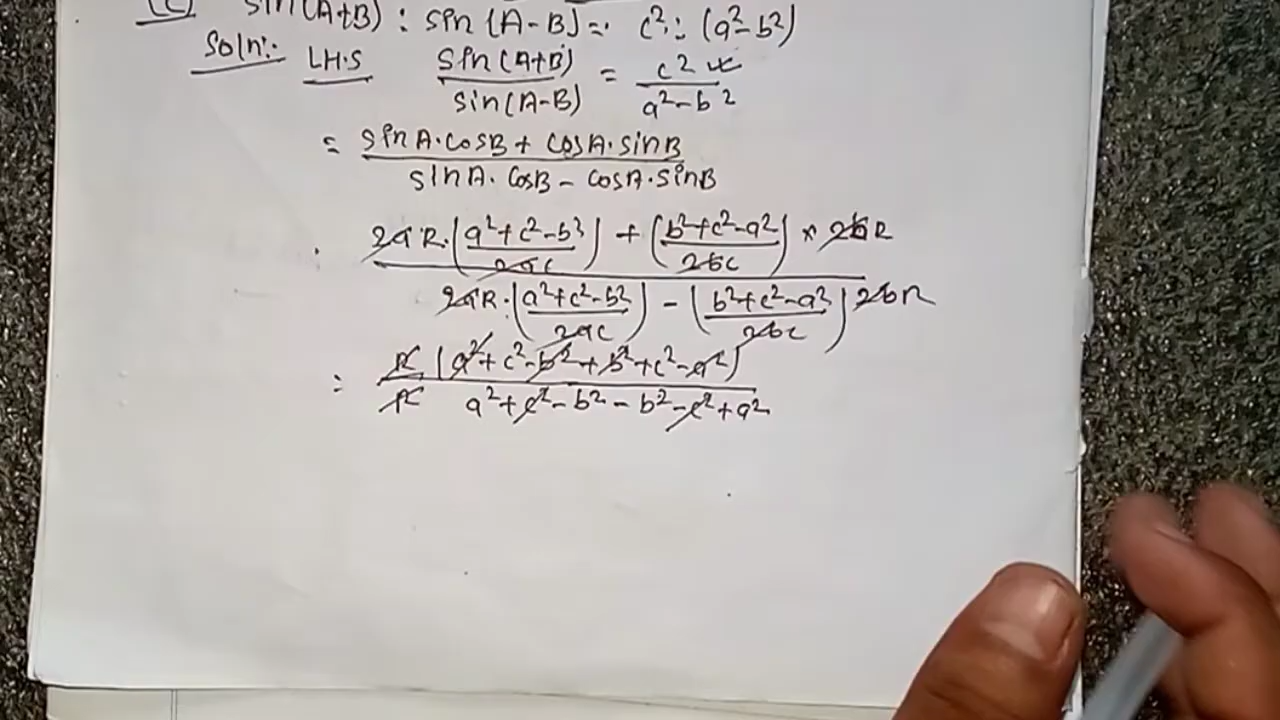 (c) sin(A+B) : sin (A-B) = c² : (a²-b²)
Soln:- L.H.S sin(A+B) / sin(A-B) = c² / a²-b²
= sinA.cosB + cosA.sinB / sinA.cosB - cosA.sinB
2aR.(a²+c²-b²/2ac) + (b²+c²-a²/2bc) × 2bR / 2aR.(a²+c²-b²/2ac) - (b²+c²-a²/2bc) 2bR
= R (a²+c²-b²+b²+c²-a²) / R a²+c²-b²-b²-c²+a²